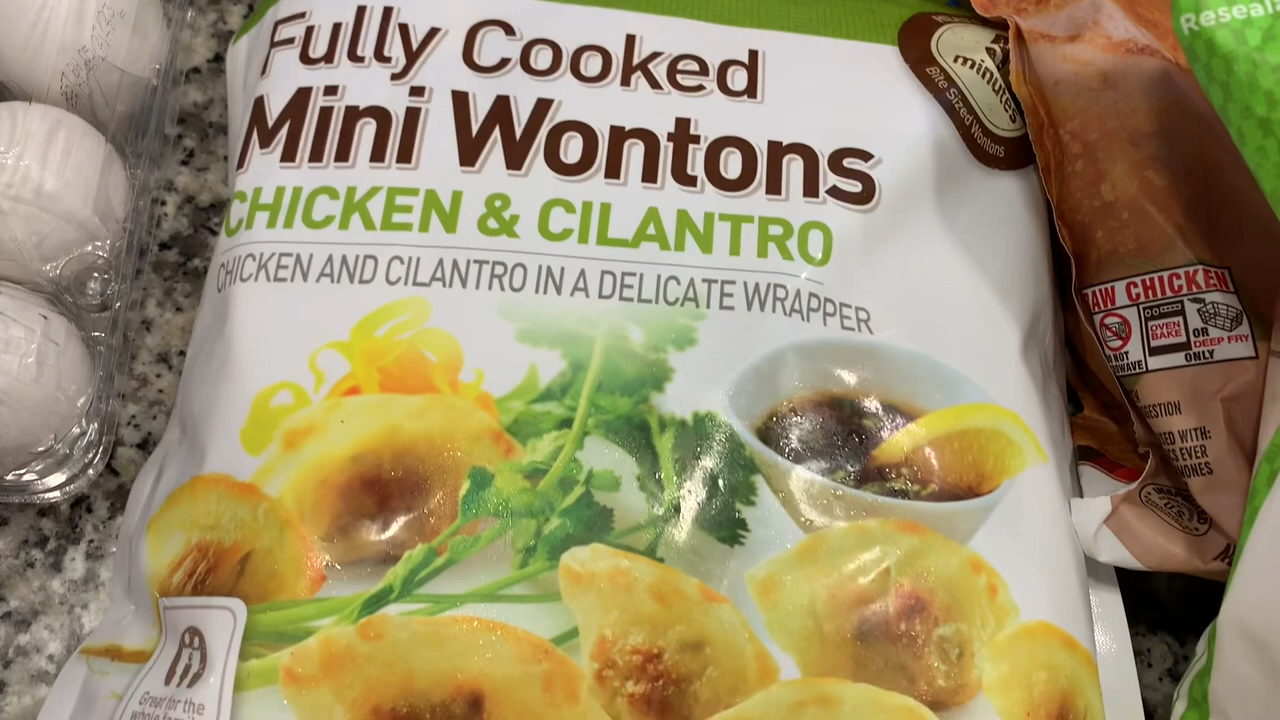 Fully Cooked
Mini Wontons
CHICKEN & CILANTRO
CHICKEN AND CILANTRO IN A DELICATE WRAPPER
minutes
Bite Sized Wontons
Great for the
whole
RAW CHICKEN
OVEN
BAKE
OR
DEEP FRY
ONLY
NOT